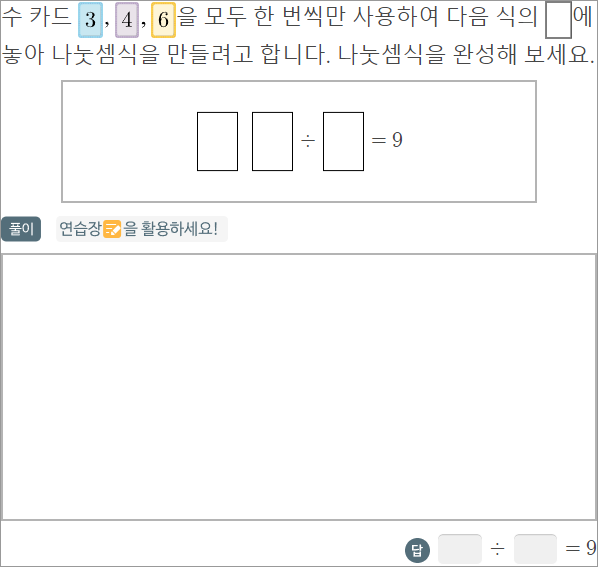 수 카드 3, 4, 6을 모두 한 번씩만 사용하여 다음 식의 □에
놓아 나눗셈식을 만들려고 합니다. 나눗셈식을 완성해 보세요.
□ □ ÷ □ = 9
풀이 연습장을 활용하세요!
답 □ ÷ □ = 9